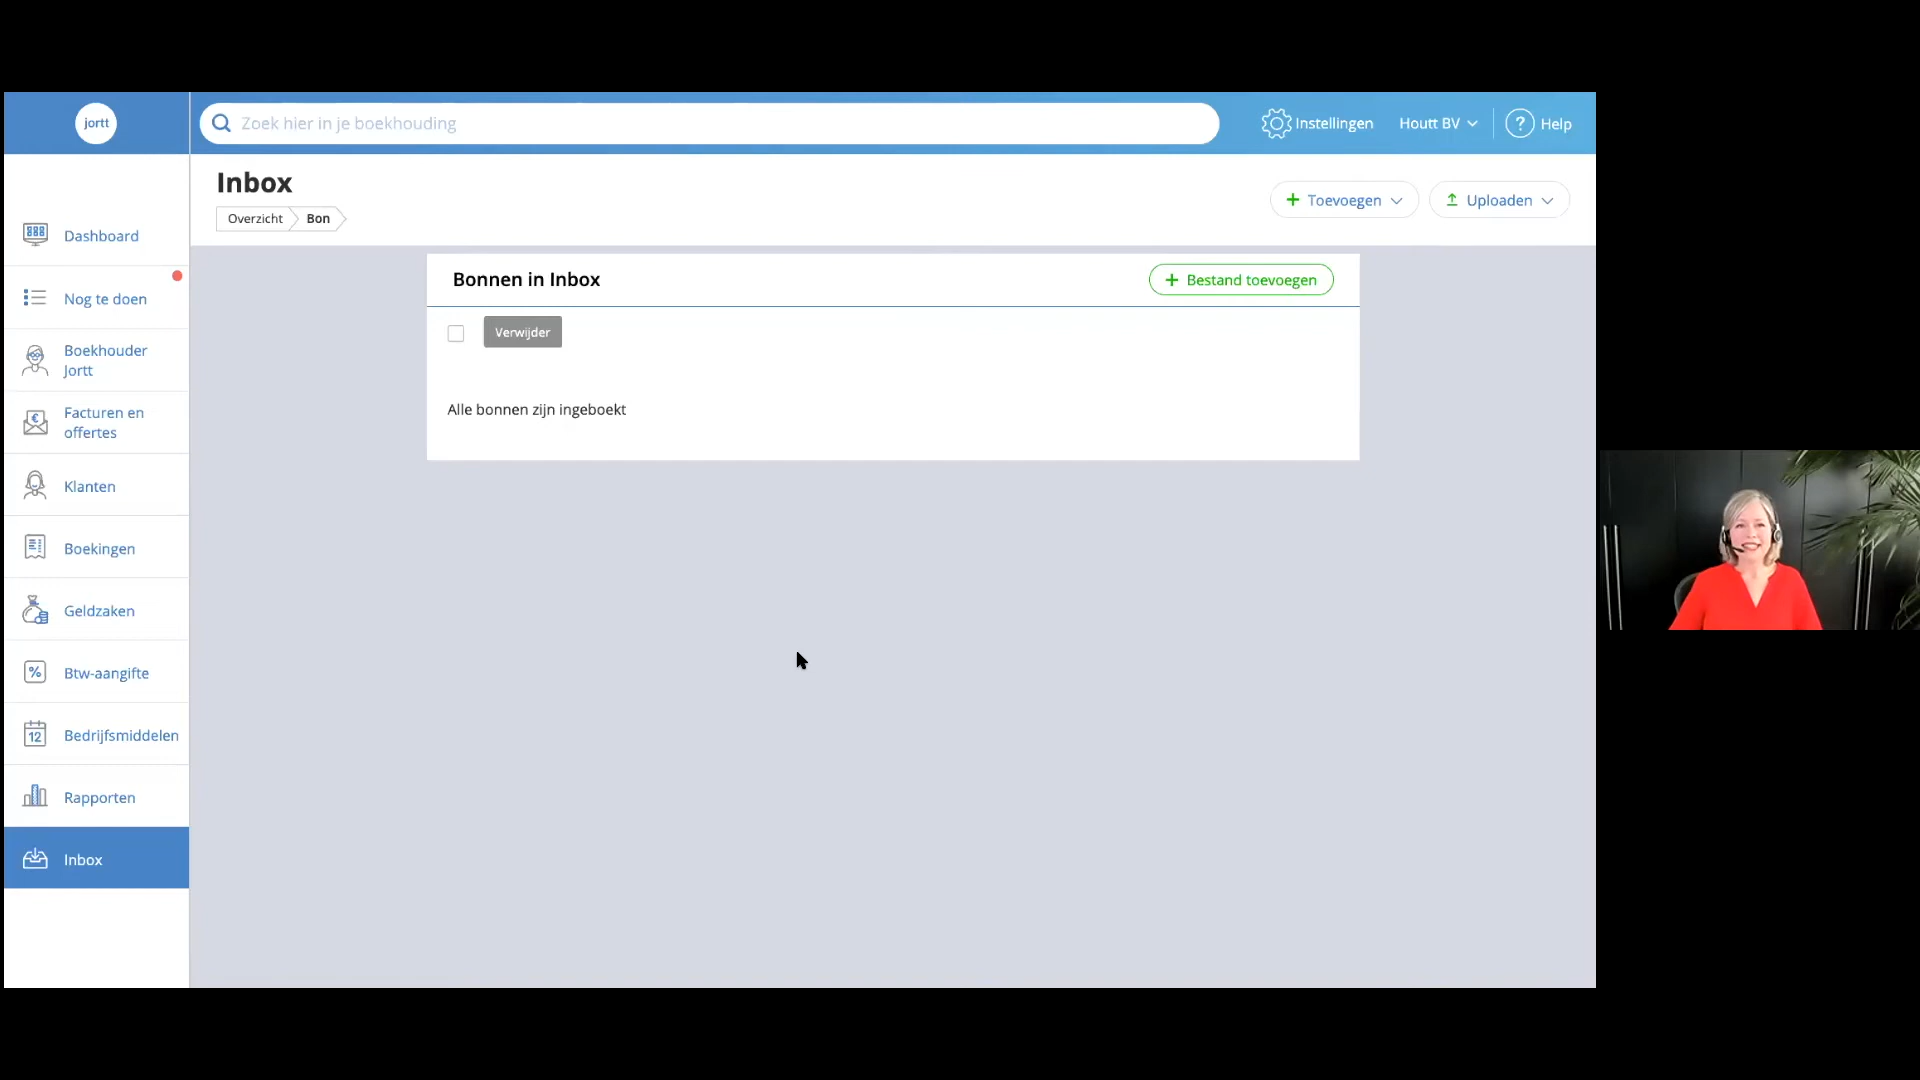 jortt
Zoek hier in je boekhouding
Instellingen
Houtt BV
? Help
Inbox
Overzicht
Bon
+ Toevoegen
Uploaden
Dashboard
Nog te doen
Boekhouder
Jortt
€
Facturen en
offertes
Klanten
Boekingen
Geldzaken
%
Btw-aangifte
12
Bedrijfsmiddelen
Rapporten
Inbox
Bonnen in Inbox
+ Bestand toevoegen
Verwijder
Alle bonnen zijn ingeboekt